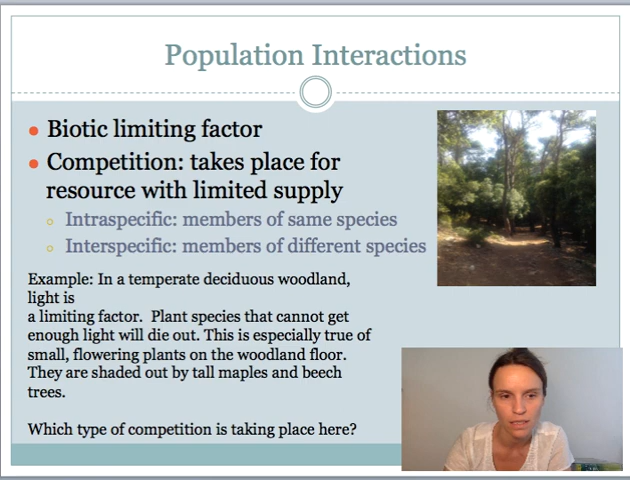 Population Interactions
Biotic limiting factor
Competition: takes place for
resource with limited supply
Intraspecific: members of same species
Interspecific: members of different species
Example: In a temperate deciduous woodland,
light is
a limiting factor. Plant species that cannot get
enough light will die out. This is especially true of
small, flowering plants on the woodland floor.
They are shaded out by tall maples and beech
trees.
Which type of competition is taking place here?